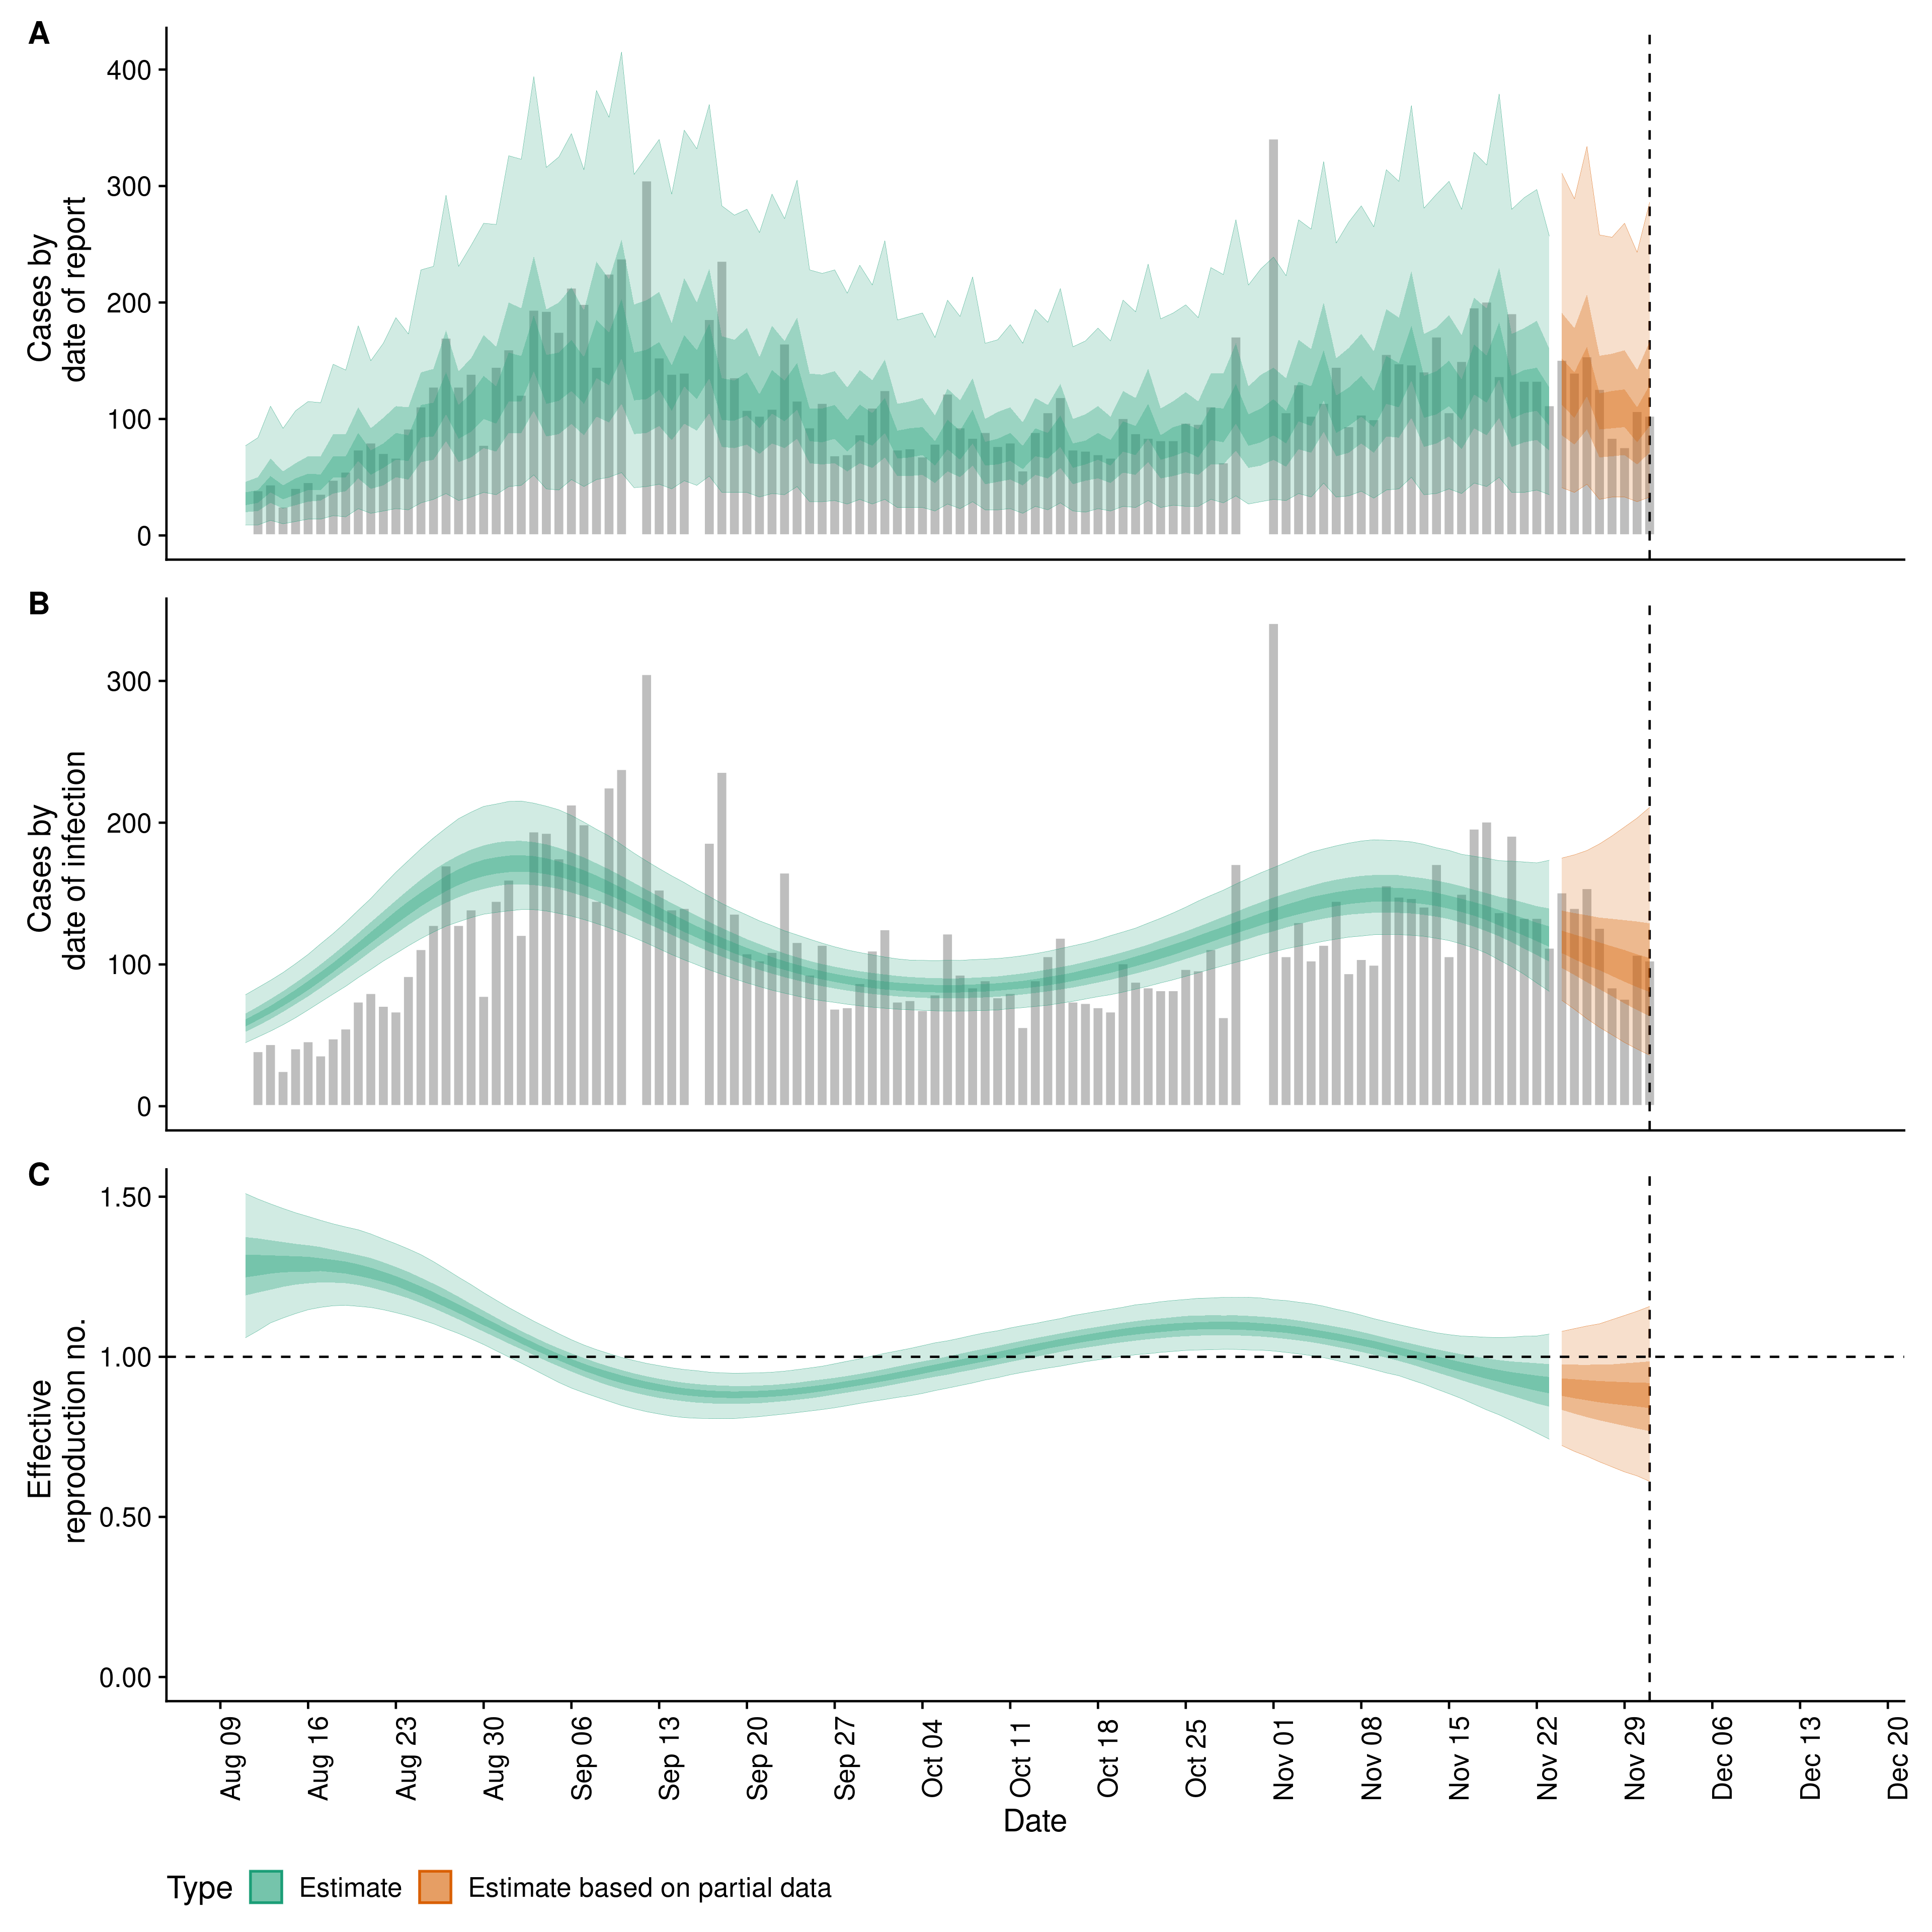 A
Cases by
date of report
400
300
200
100
0
B
Cases by
date of infection
300
200
100
0
C
Effective
reproduction no.
1.50
1.00
0.50
0.00
Aug 09
Aug 16
Aug 23
Aug 30
Sep 06
Sep 13
Sep 20
Sep 27
Oct 04
Oct 11
Oct 18
Oct 25
Nov 01
Nov 08
Nov 15
Nov 22
Nov 29
Dec 06
Dec 13
Dec 20
Date
Type Estimate Estimate based on partial data